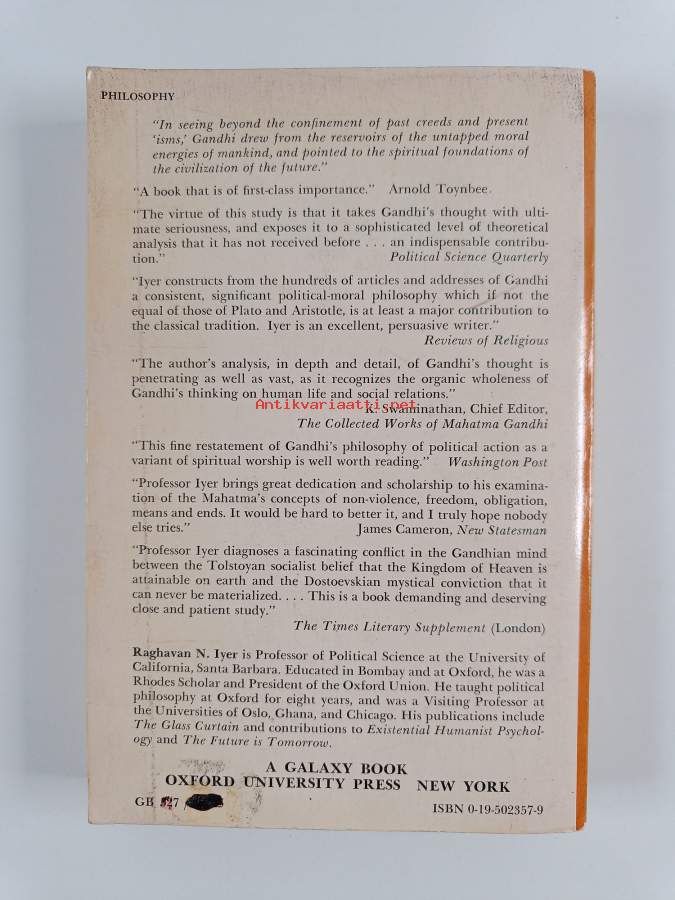 PHILOSOPHY
"In seeing beyond the confinement of past creeds and present
'isms,' Gandhi drew from the reservoirs of the untapped moral
energies of mankind, and pointed to the spiritual foundations of
the civilization of the future."
"A book that is of first-class importance." Arnold Toynbee
"The virtue of this study is that it takes Gandhi's thought with ulti-
mate seriousness, and exposes it to a sophisticated level of theoretical
analysis that it has not received before . . . an indispensable contribu-
tion." Political Science Quarterly
"Iyer constructs from the hundreds of articles and addresses of Gandhi
a consistent, significant political-moral philosophy which if not the
equal of those of Plato and Aristotle, is at least a major contribution to
the classical tradition. Iyer is an excellent, persuasive writer."
Reviews of Religious
"The author's analysis, in depth and detail, of Gandhi's thought is
penetrating as well as vast, as it recognizes the organic wholeness of
Gandhi's thinking on human life and social relations."
Antikvariaatti.net
K. Swaminathan, Chief Editor,
The Collected Works of Mahatma Gandhi
"This fine restatement of Gandhi's philosophy of political action as a
variant of spiritual worship is well worth reading." Washington Post
"Professor Iyer brings great dedication and scholarship to his examina-
tion of the Mahatma's concepts of non-violence, freedom, obligation,
means and ends. It would be hard to better it, and I truly hope nobody
else tries." James Cameron, New Statesman
"Professor Iyer diagnoses a fascinating conflict in the Gandhian mind
between the Tolstoyan socialist belief that the Kingdom of Heaven is
attainable on earth and the Dostoevskian mystical conviction that it
can never be materialized. . . . This is a book demanding and deserving
close and patient study."
The Times Literary Supplement (London)
Raghavan N. Iyer is Professor of Political Science at the University of
California, Santa Barbara. Educated in Bombay and at Oxford, he was a
Rhodes Scholar and President of the Oxford Union. He taught political
philosophy at Oxford for eight years, and was a Visiting Professor at
the Universities of Oslo, Ghana, and Chicago. His publications include
The Glass Curtain and contributions to Existential Humanist Psychol-
ogy and The Future is Tomorrow.
A GALAXY BOOK
OXFORD UNIVERSITY PRESS NEW YORK
GB
ISBN 0-19-502357-9